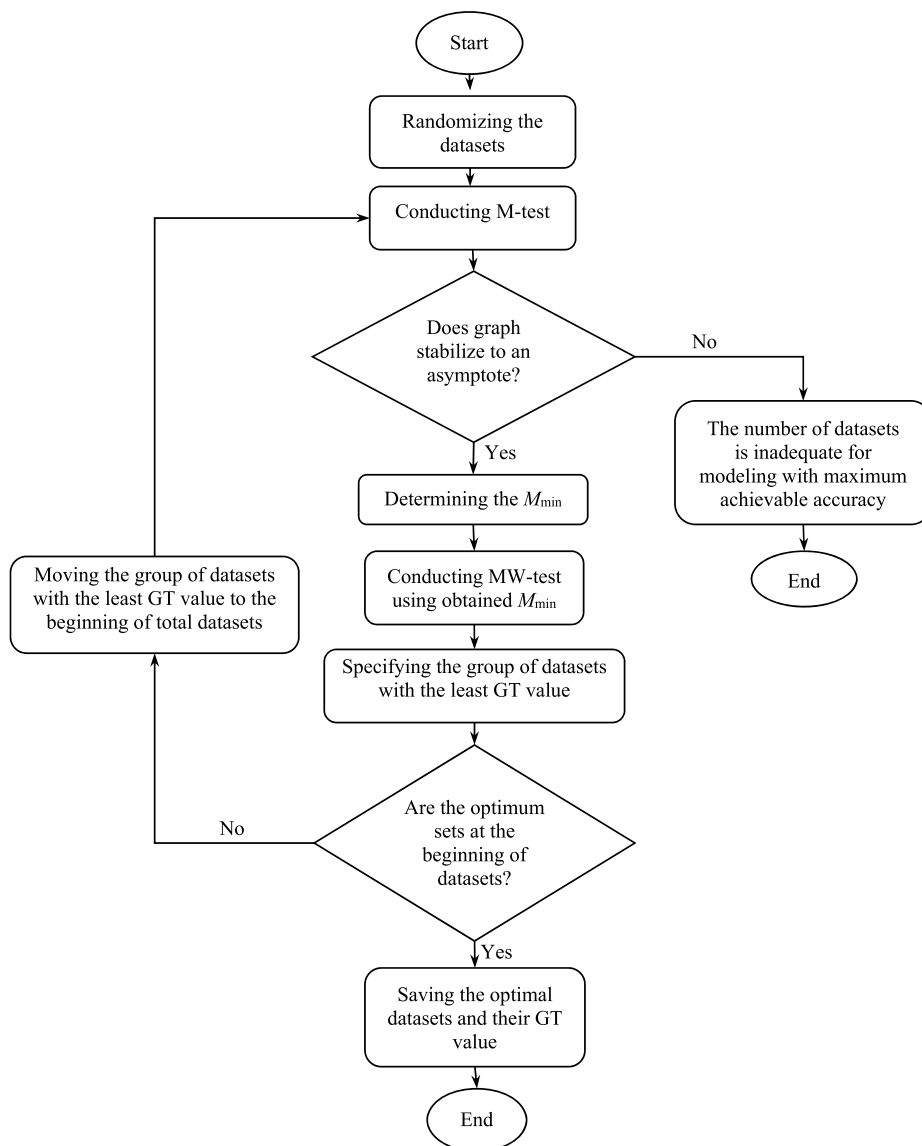 Start
Randomizing the
datasets
Conducting M-test
Does graph
stabilize to an
asymptote?
No
The number of datasets
is inadequate for
modeling with maximum
achievable accuracy
End
Yes
Determining the Mmin
Conducting MW-test
using obtained Mmin
Moving the group of datasets
with the least GT value to the
beginning of total datasets
Specifying the group of datasets
with the least GT value
Are the optimum
sets at the
beginning of
datasets?
No
Yes
Saving the optimal
datasets and their GT
value
End